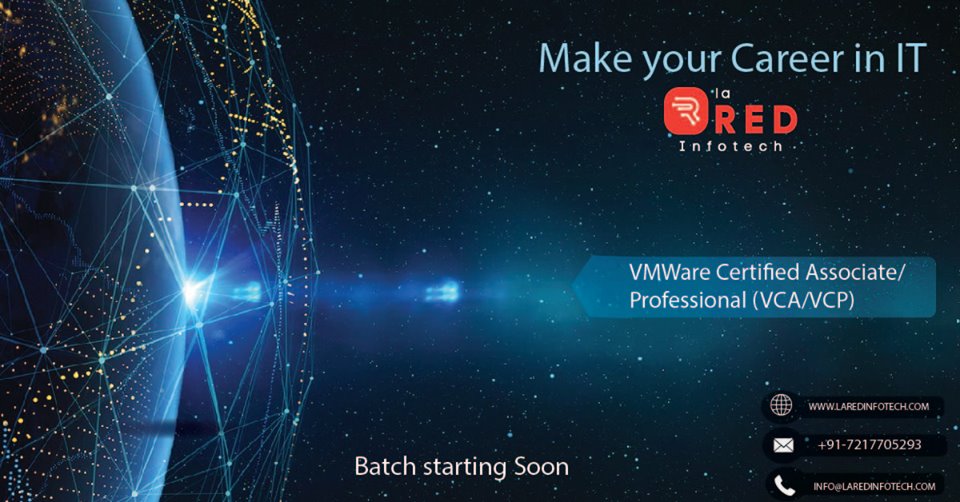 Make your Career in IT
la
RED
Infotech
VMWare Certified Associate/
Professional (VCA/VCP)
WWW.LAREDINFOTECH.COM
+91-7217705293
INFO@LAREDINFOTECH.COM
Batch starting Soon